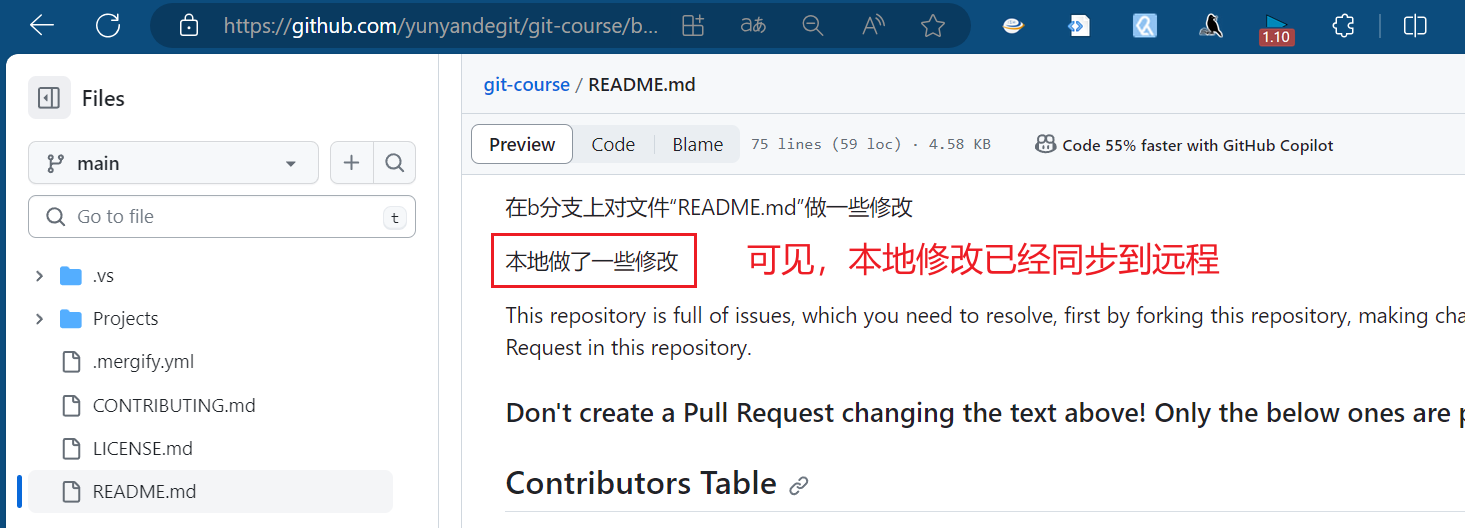 https://github.com/yunyandegit/git-course/b...
aあ
A
1.10
Files
main
Go to file
t
.vs
Projects
.mergify.yml
CONTRIBUTING.md
LICENSE.md
README.md
git-course / README.md
Preview Code Blame 75 lines (59 loc) · 4.58 KB Code 55% faster with GitHub Copilot
在b分支上对文件“README.md”做一些修改
本地做了一些修改 可见，本地修改已经同步到远程
This repository is full of issues, which you need to resolve, first by forking this repository, making cha
Request in this repository.
Don't create a Pull Request changing the text above! Only the below ones are p
Contributors Table